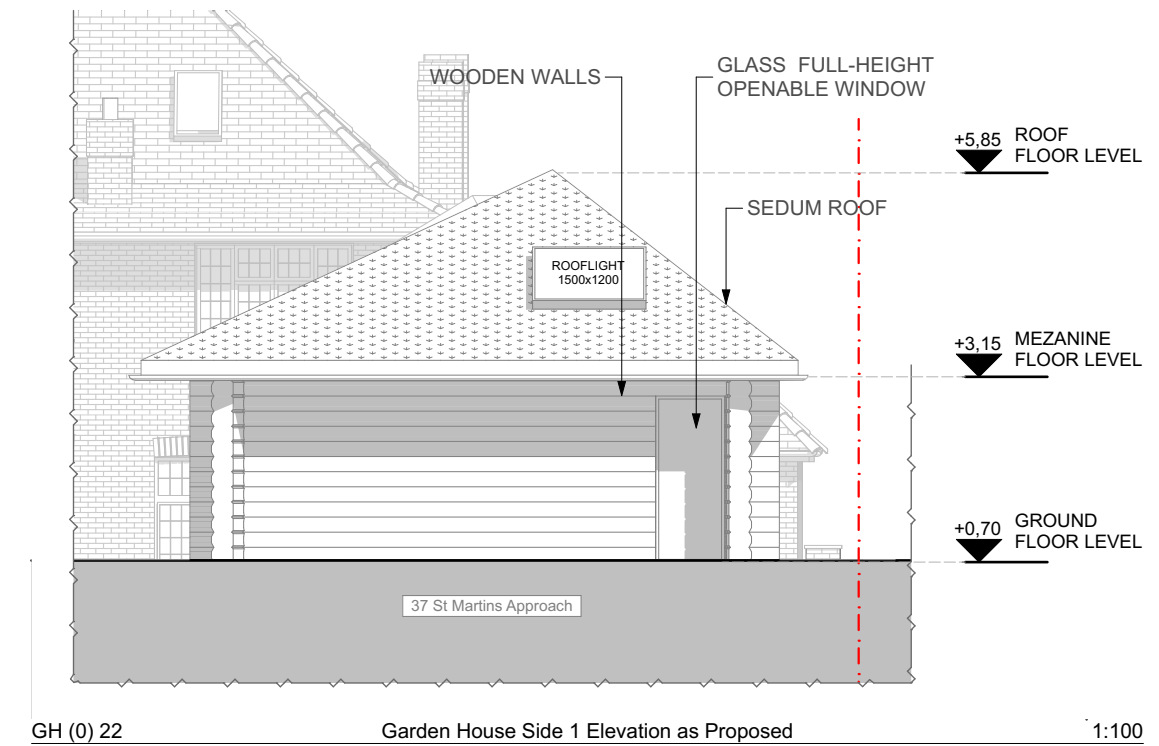 WOODEN WALLS
GLASS FULL-HEIGHT
OPENABLE WINDOW
+5,85
ROOF
FLOOR LEVEL
SEDUM ROOF
ROOFLIGHT
1500x1200
+3,15
MEZANINE
FLOOR LEVEL
+0,70
GROUND
FLOOR LEVEL
37 St Martins Approach
GH (0) 22
Garden House Side 1 Elevation as Proposed
1:100